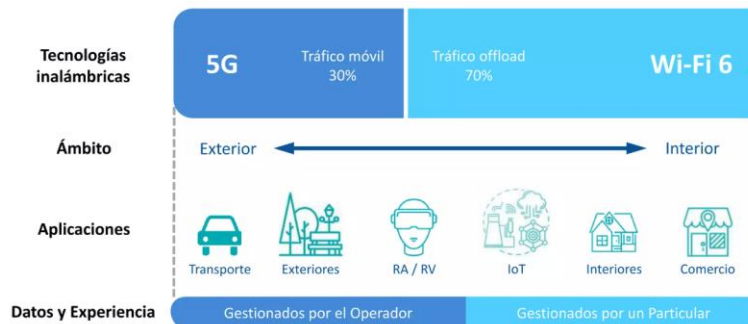 Tecnologías
inalámbricas
5G
Tráfico móvil
30%
Tráfico offload
70%
Wi-Fi 6
Ámbito
Exterior
Interior
Aplicaciones
Transporte
Exteriores
RA / RV
IoT
Interiores
Comercio
Datos y Experiencia
Gestionados por el Operador
Gestionados por un Particular